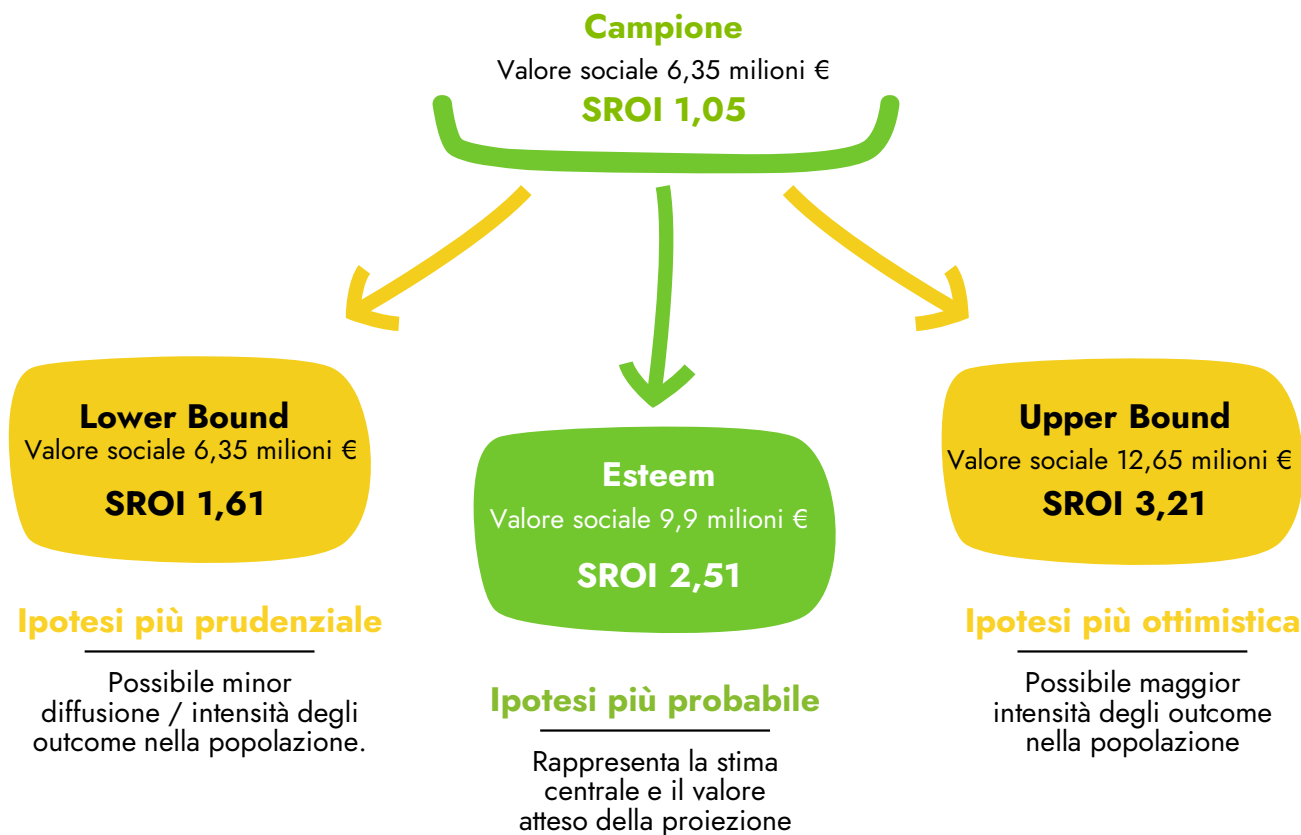 Campione
Valore sociale 6,35 milioni €
SROI 1,05
Lower Bound
Valore sociale 6,35 milioni €
SROI 1,61
Ipotesi più prudenziale
Possibile minor
diffusione / intensità degli
outcome nella popolazione.
Esteem
Valore sociale 9,9 milioni €
SROI 2,51
Ipotesi più probabile
Rappresenta la stima
centrale e il valore
atteso della proiezione
Upper Bound
Valore sociale 12,65 milioni €
SROI 3,21
Ipotesi più ottimistica
Possibile maggior
intensità degli outcome
nella popolazione